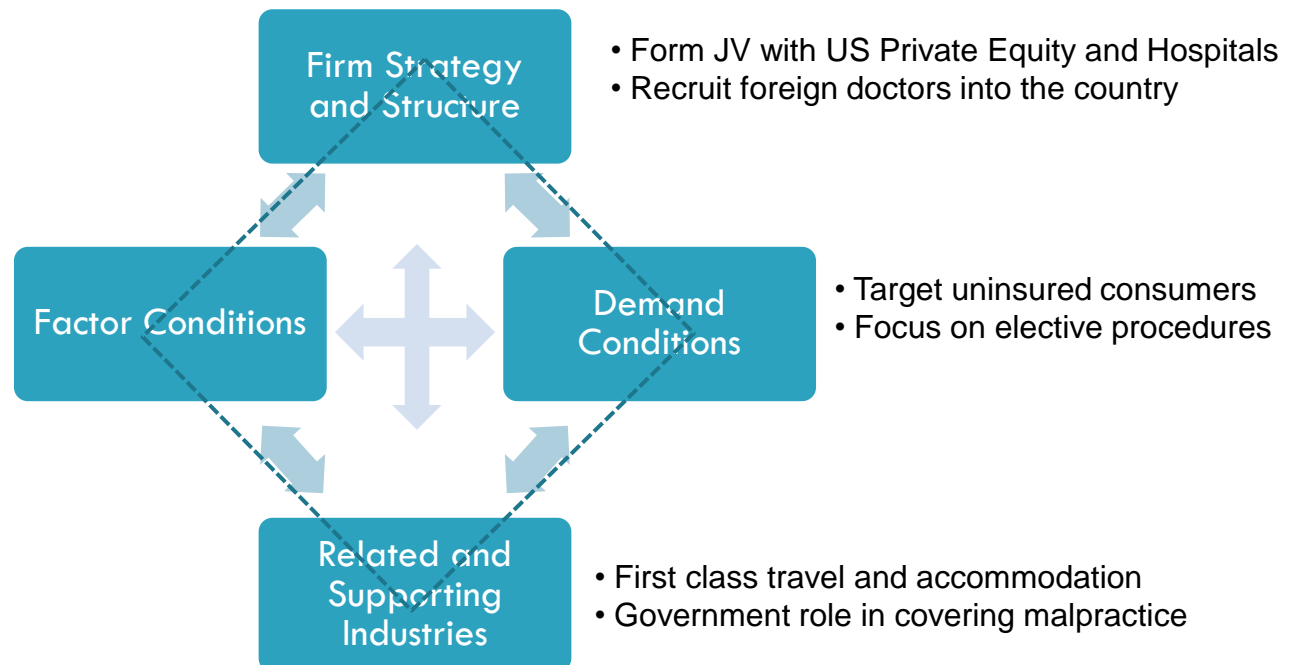 Firm Strategy
and Structure
• Form JV with US Private Equity and Hospitals
• Recruit foreign doctors into the country
Factor Conditions
Demand
Conditions
• Target uninsured consumers
• Focus on elective procedures
Related and
Supporting
Industries
• First class travel and accommodation
• Government role in covering malpractice